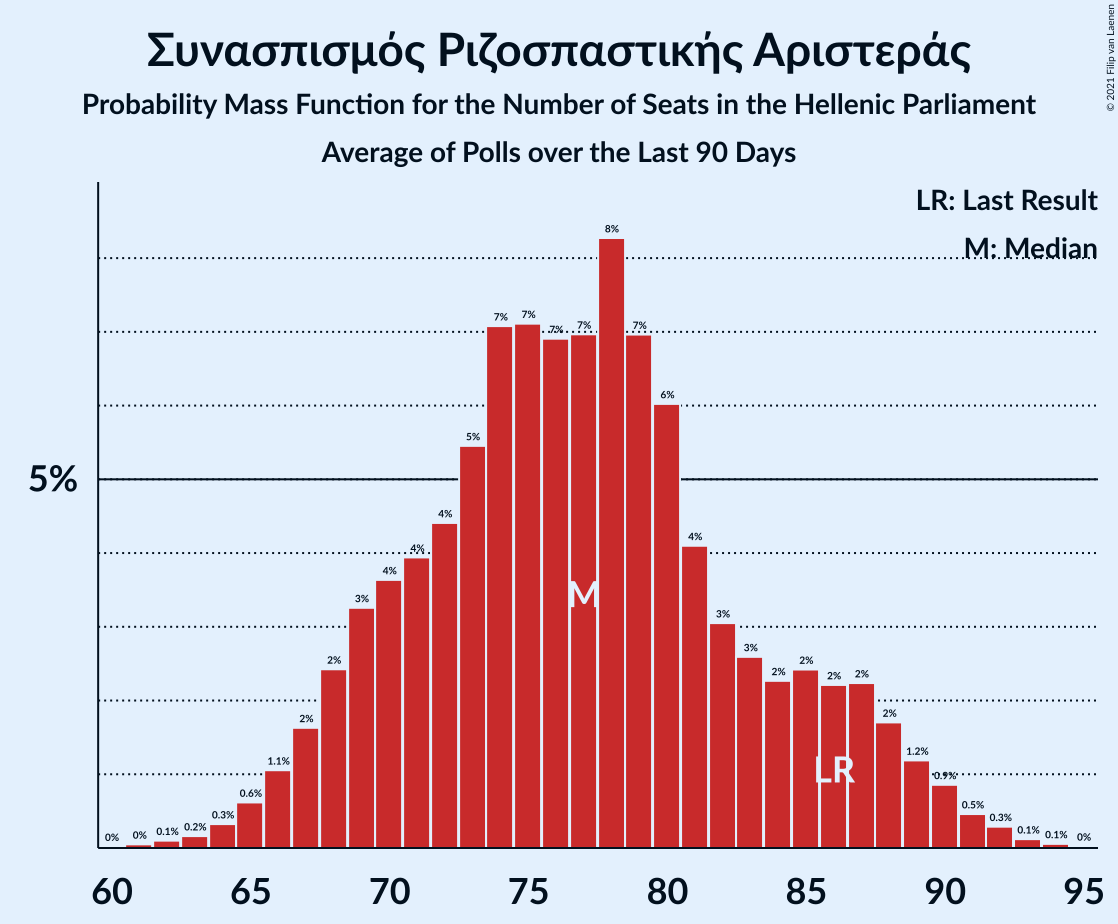 Συνασπισμός Ριζοσπαστικής Αριστεράς
Probability Mass Function for the Number of Seats in the Hellenic Parliament
Average of Polls over the Last 90 Days
© 2021 Filip van Laenen
LR: Last Result
M: Median
5%
0% 0% 0.1% 0.2% 0.3% 0.6% 1.1% 2% 2% 3% 4% 4% 4% 5% 7% 7% 7% 7% 8% 7% 6% 4% 3% 3% 2% 2% 2% 2% 2% 1.2% 0.9% 0.5% 0.3% 0.1% 0.1% 0%
M
LR
60 65 70 75 80 85 90 95